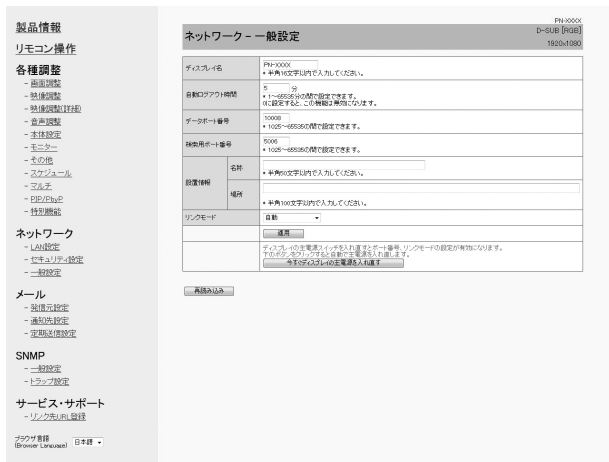 製品情報
リモコン操作
各種調整
– 画面調整
– 映像調整
– 映像調整(詳細)
– 音声調整
– 本体設定
– モニター
– その他
– スケジュール
– マルチ
– PIP/PbyP
– 特別機能
ネットワーク
– LAN設定
– セキュリティ設定
– 一般設定
メール
– 発信元設定
– 通知先設定
– 定期送信設定
SNMP
– 一般設定
– トラップ設定
サービス・サポート
– リンク先URL登録
ブラウザ言語
(Browser Language)
日本語
PN-XXXX
ネットワーク – 一般設定
D-SUB [RGB]
1920x1080
ディスプレイ名
PN-XXXX
* 半角16文字以内で入力してください。
自動ログアウト時間
5 分
* 1～65535分の間で設定できます。
0に設定すると、この機能は無効になります。
データポート番号
10008
* 1025～65535の間で設定できます。
検索用ポート番号
5006
* 1025～65535の間で設定できます。
設置情報
名称
* 半角50文字以内で入力してください。
場所
* 半角100文字以内で入力してください。
リンクモード
自動
適用
ディスプレイの主電源スイッチを入れ直すとポート番号、リンクモードの設定が有効になります。
下のボタンをクリックすると自動で主電源を入れ直します。
今すぐディスプレイの主電源を入れ直す
再読み込み